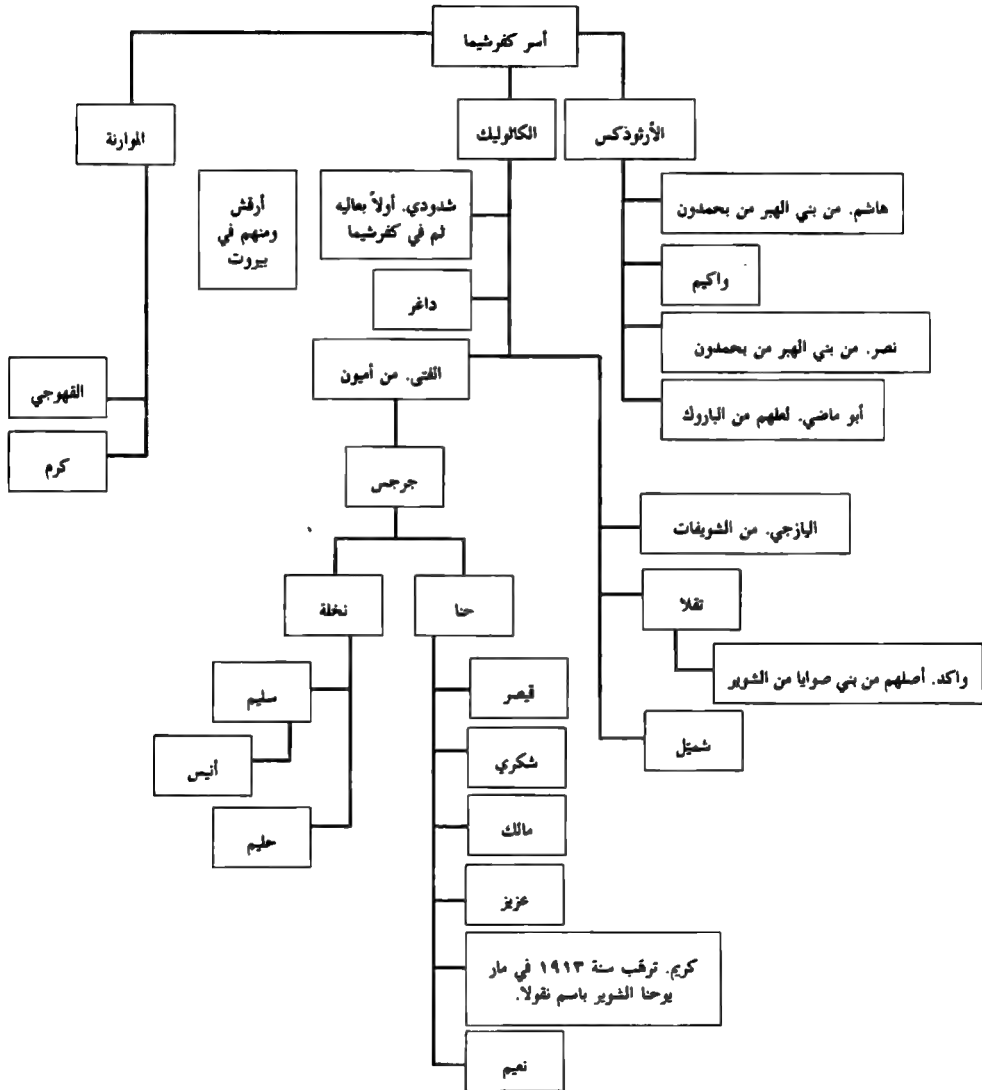 أسر كفرشيما
الأرثوذكس
الكاثوليك
الموارنة
هاشم. من بني الهبر من بحمدون
واكيم
نصر. من بني الهبر من بحمدون
أبو ماضي. لعلهم من الباروك
شدودي. أولاً بعاليه
ثم في كفرشيما
داغر
الفتى. من أميون
جرجس
حنا
نخلة
قيصر
شكري
مالك
عزيز
كريم. ترهّب سنة ١٩١٣ في مار
يوحنا الشوير باسم نقولا.
نعيم
سليم
أنيس
حليم
اليازجي. من الشويفات
تقلا
واكد. أصلهم من بني صوايا من الشوير
شميّل
أرقش
ومنهم في
بيروت
القهوجي
كرم